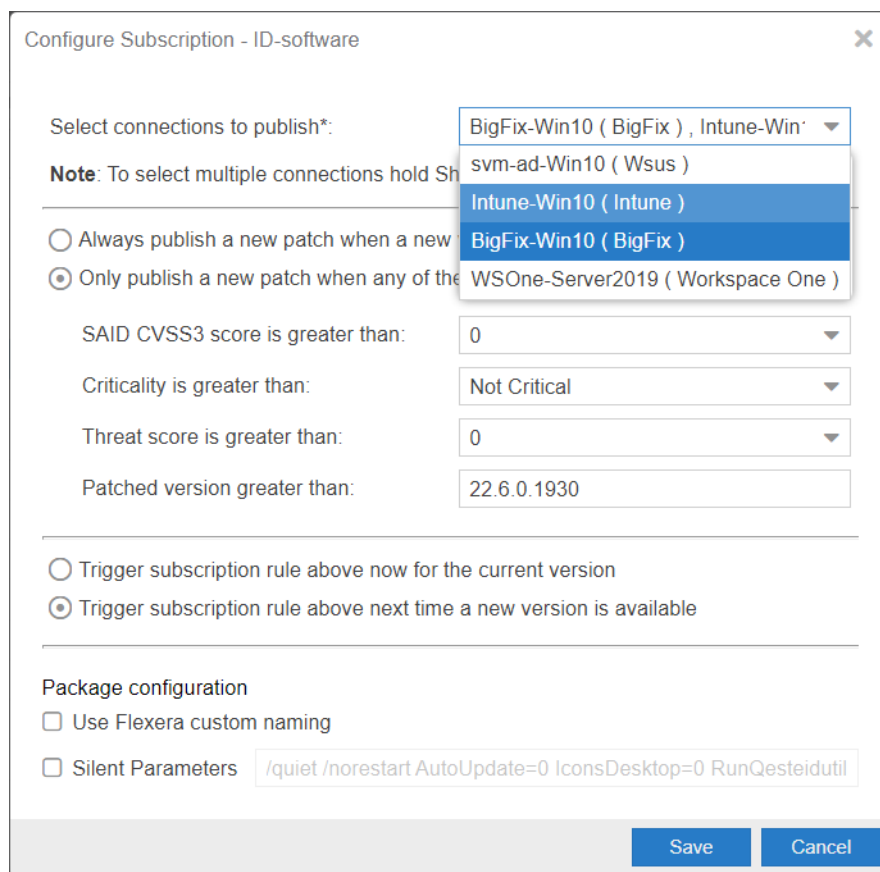 Configure Subscription - ID-software
Select connections to publish*:
BigFix-Win10 ( BigFix ) , Intune-Win1
svm-ad-Win10 ( Wsus )
Note: To select multiple connections hold Sh
Intune-Win10 ( Intune )
Always publish a new patch when a new
BigFix-Win10 ( BigFix )
Only publish a new patch when any of the
WSOne-Server2019 ( Workspace One )
SAID CVSS3 score is greater than: 0
Criticality is greater than: Not Critical
Threat score is greater than: 0
Patched version greater than: 22.6.0.1930
Trigger subscription rule above now for the current version
Trigger subscription rule above next time a new version is available
Package configuration
Use Flexera custom naming
Silent Parameters /quiet /norestart AutoUpdate=0 IconsDesktop=0 RunQesteidutil
Save Cancel